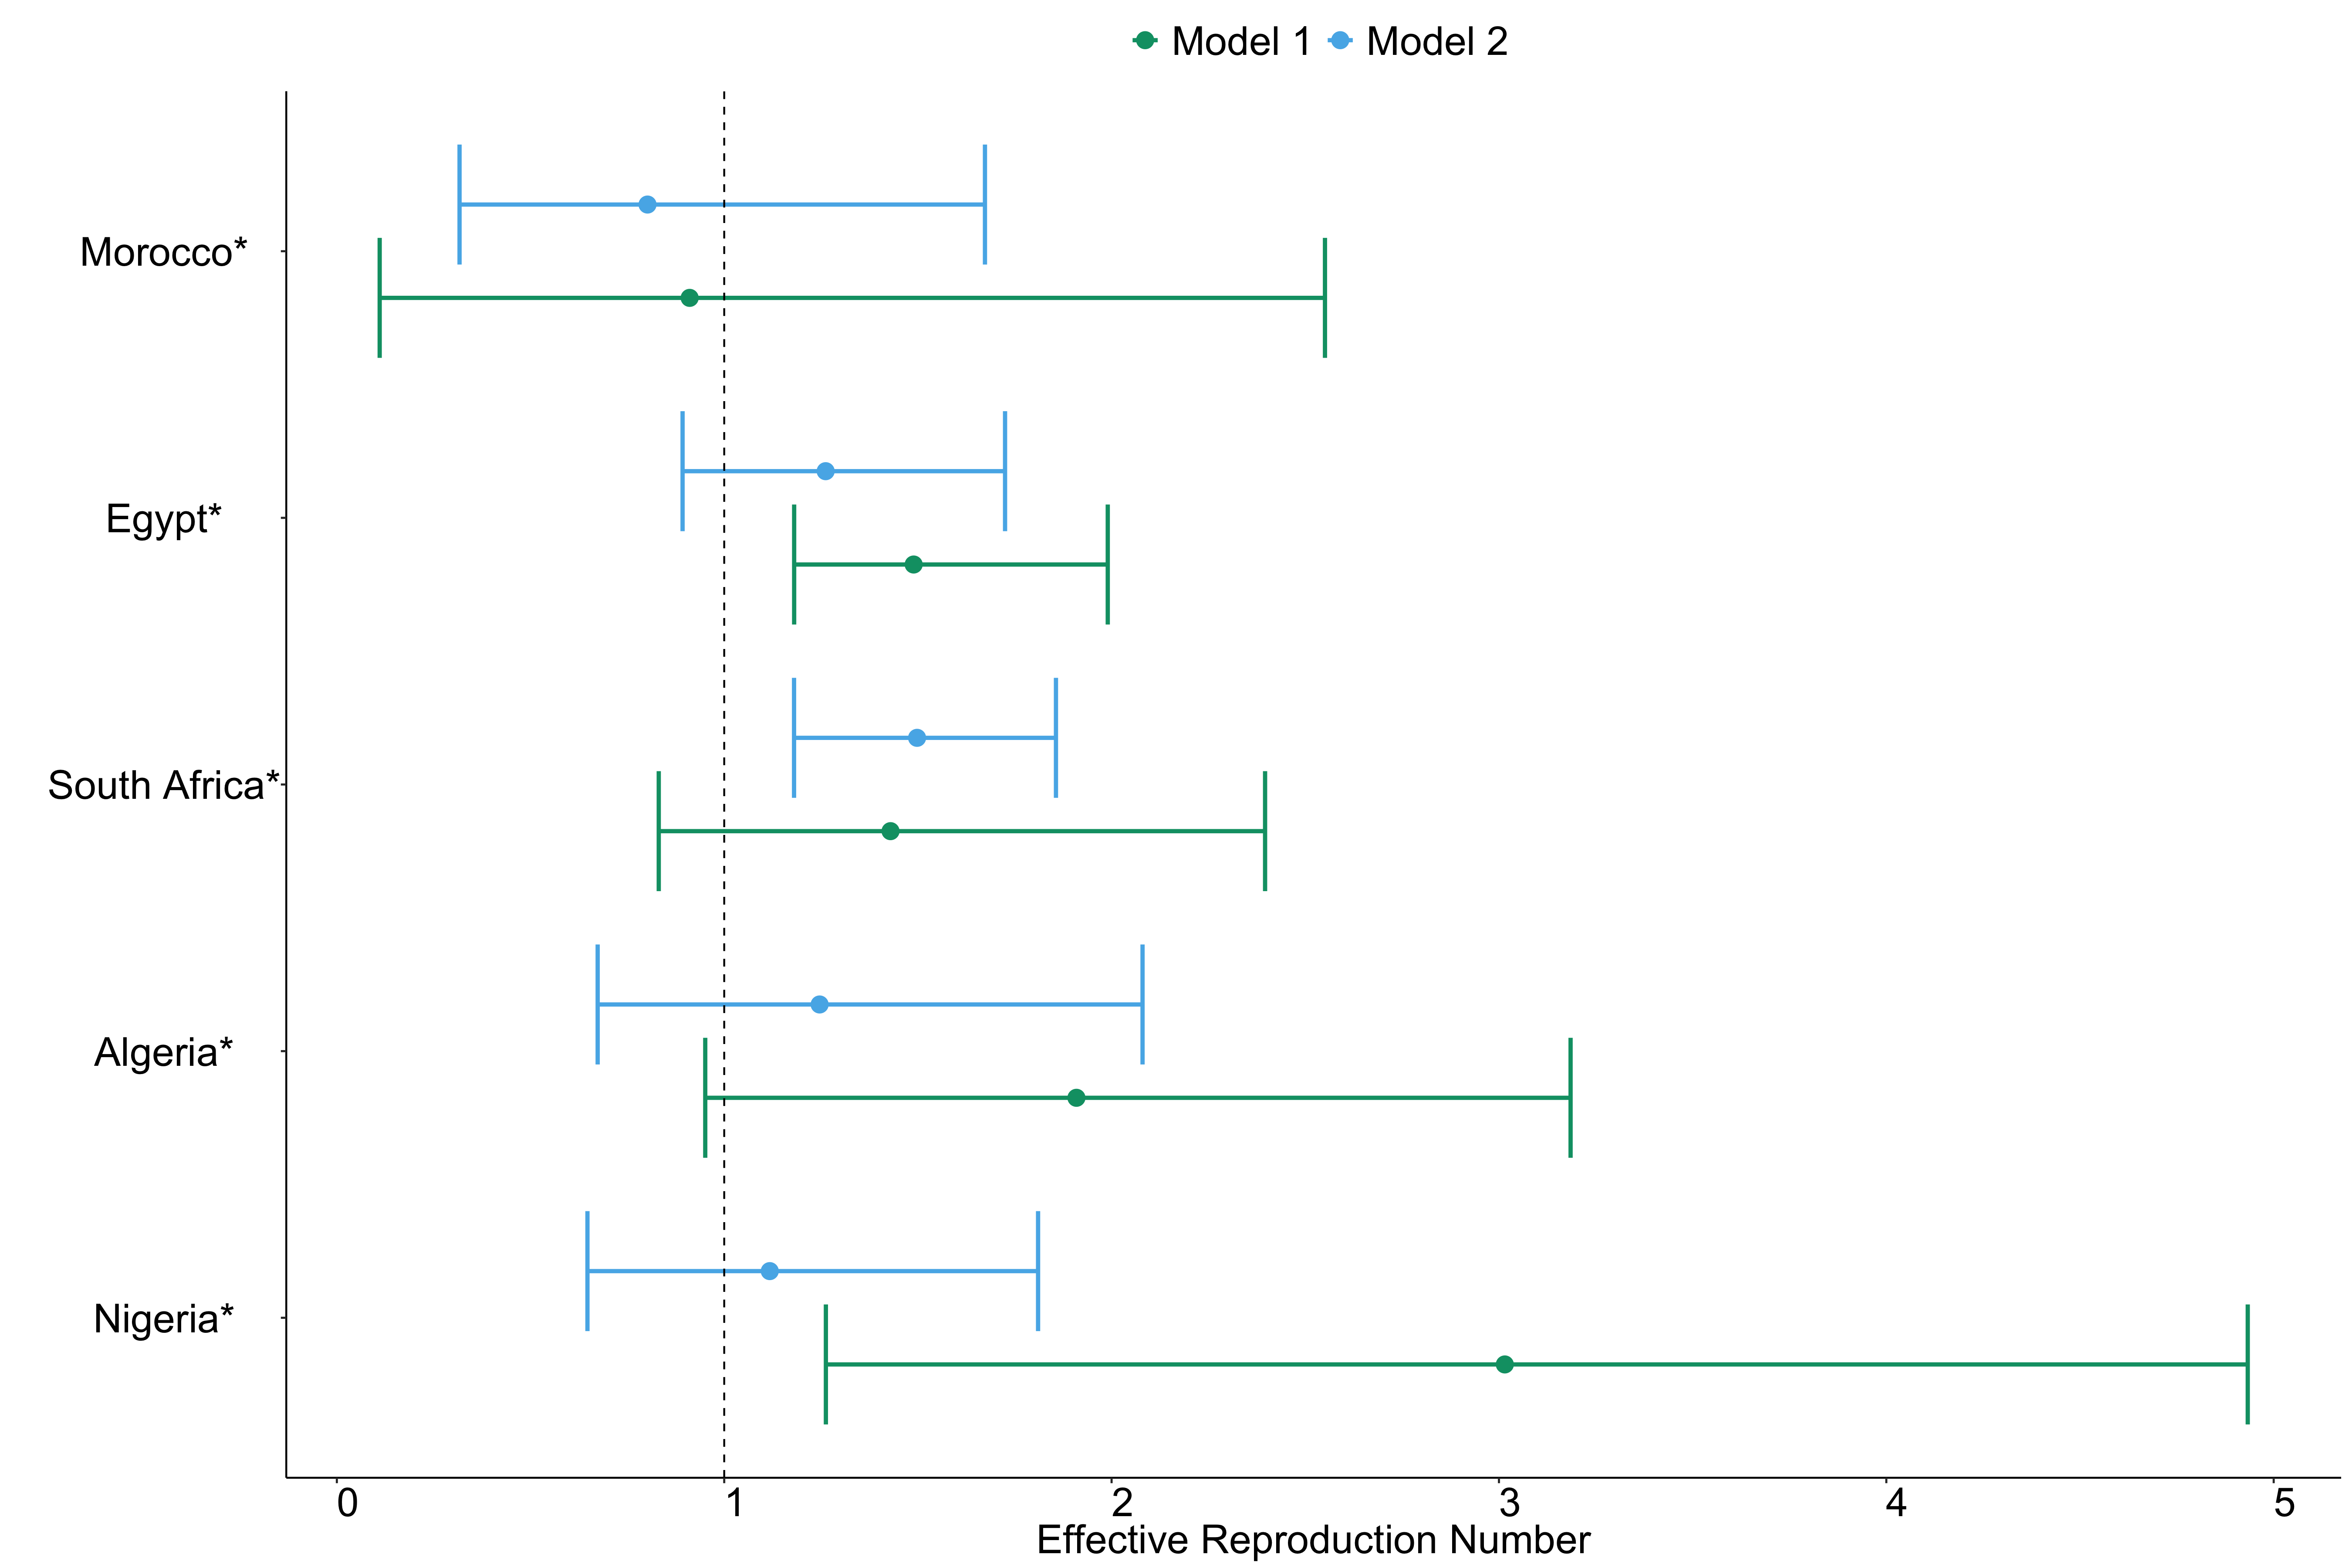 Model 1 Model 2
Morocco*
Egypt*
South Africa*
Algeria*
Nigeria*
0 1 2 3 4 5
Effective Reproduction Number